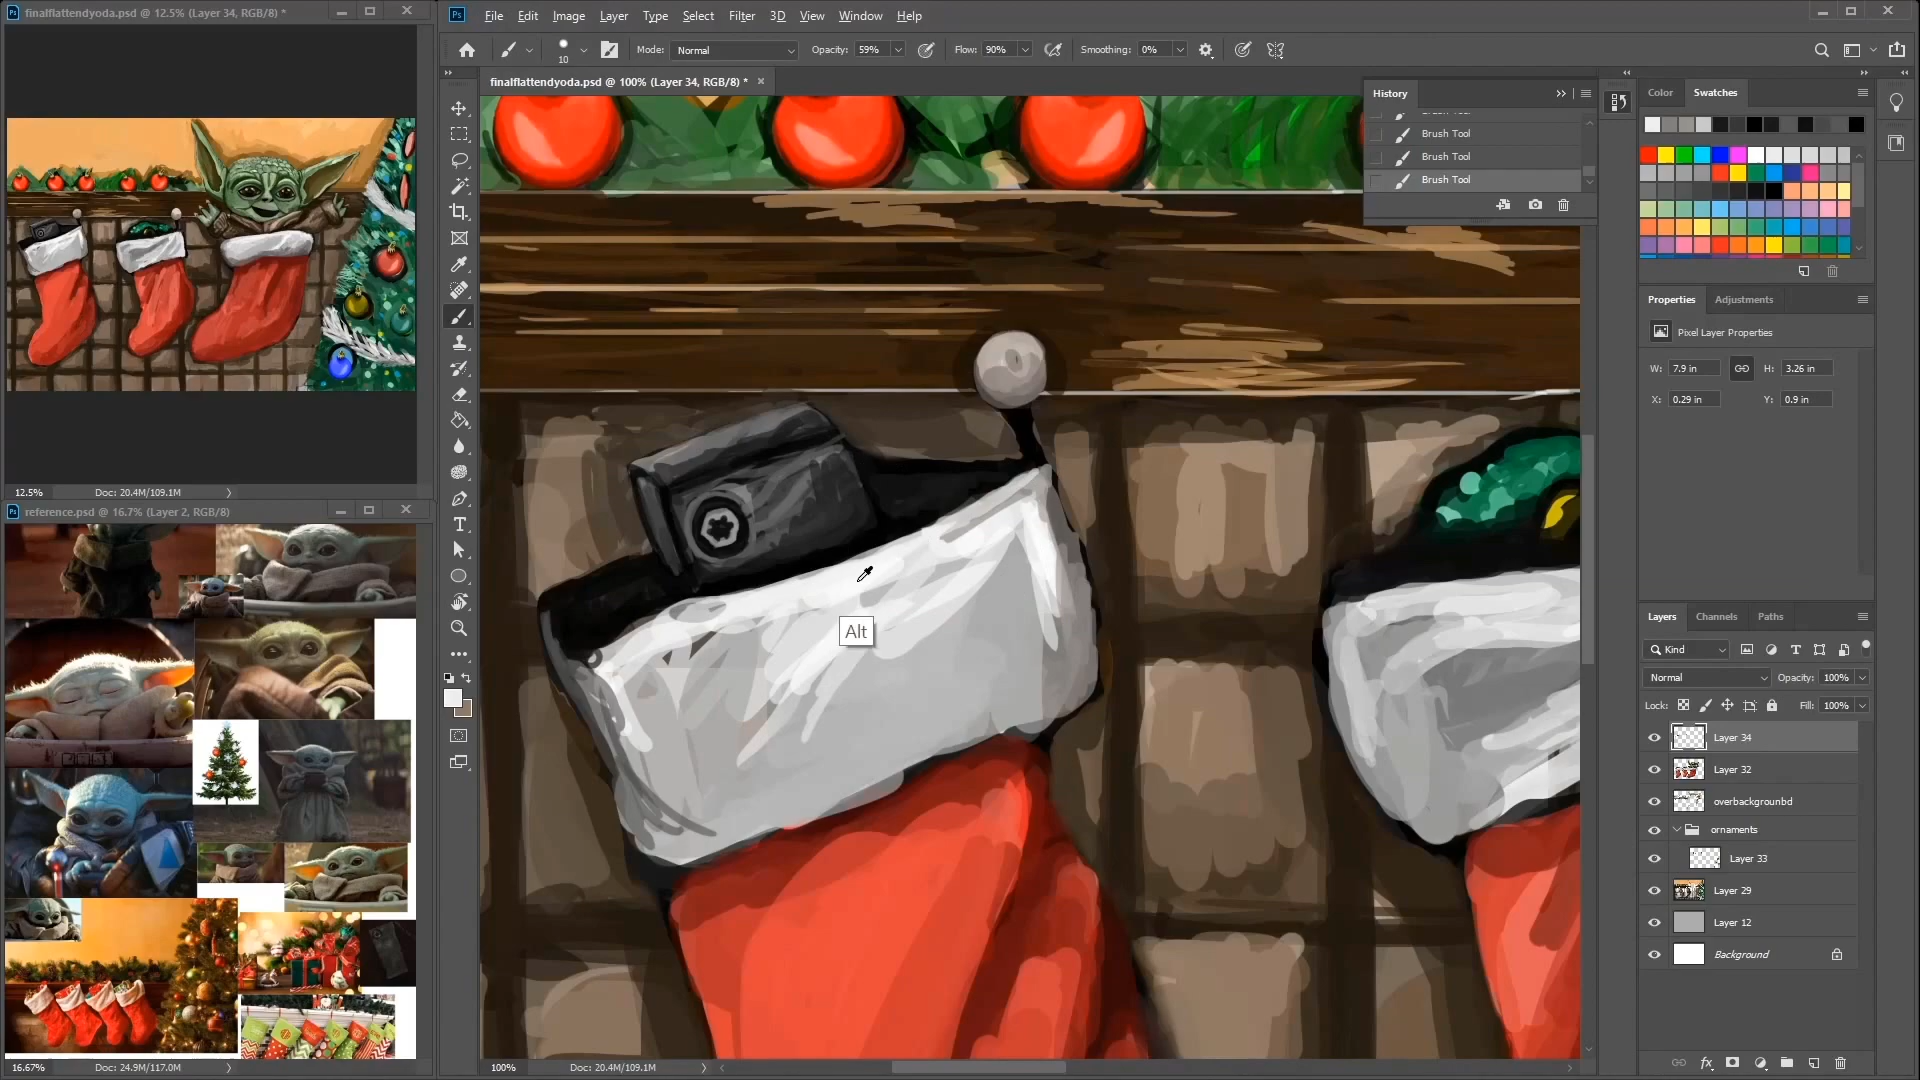 finalflattendyoda.psd @ 12.5% (Layer 34, RGB/8) *
Ps
File Edit Image Layer Type Select Filter 3D View Window Help
10
Mode: Normal
Opacity: 59%
Flow: 90%
Smoothing: 0%
finalflattendyoda.psd @ 100% (Layer 34, RGB/8) *
History
Brush Tool
Brush Tool
Brush Tool
Color
Swatches
Properties
Adjustments
Pixel Layer Properties
W: 7.9 in
H: 3.26 in
X: 0.29 in
Y: 0.9 in
12.5%
Doc: 20.4M/109.1M
reference.psd @ 16.7% (Layer 2, RGB/8)
Alt
Layers
Channels
Paths
Kind
Normal
Opacity: 100%
Lock:
Fill: 100%
Layer 34
Layer 32
overbackgrounbd
ornaments
Layer 33
Layer 29
Layer 12
Background
fx
16.67%
Doc: 24.9M/117.0M
100%
Doc: 20.4M/109.1M